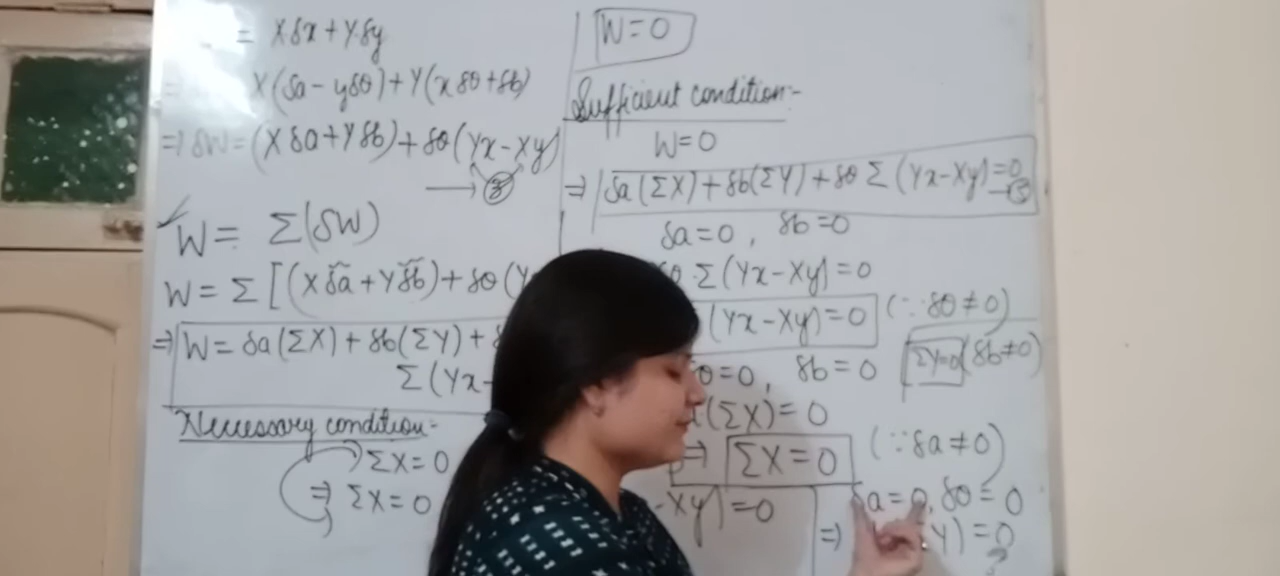 = Xδx + Yδy
= X(δa − yδθ) + Y(xδθ + δb)
⇒ δW = (Xδa + Yδb) + δθ(Yx − Xy)
→ ③
W = Σ(δW)
W = Σ[(Xδa + Yδb) + δθ(Y
⇒ W = δa(ΣX) + δb(ΣY) +
Σ(Yx −
Necessary condition:-
ΣX = 0
⇒ ΣX = 0
W = 0
Sufficient condition:-
W = 0
⇒ δa(ΣX) + δb(ΣY) + δθ Σ(Yx − Xy) = 0
δa = 0, δb = 0
Σ(Yx − Xy) = 0
(Yx − Xy) = 0 (∵ δθ ≠ 0)
= 0, δb = 0 ΣY = 0 (δb ≠ 0)
(ΣX) = 0
⇒ ΣX = 0 (∵ δa ≠ 0)
− Xy) = 0
a = 0, δθ = 0
⇒ Y) = 0